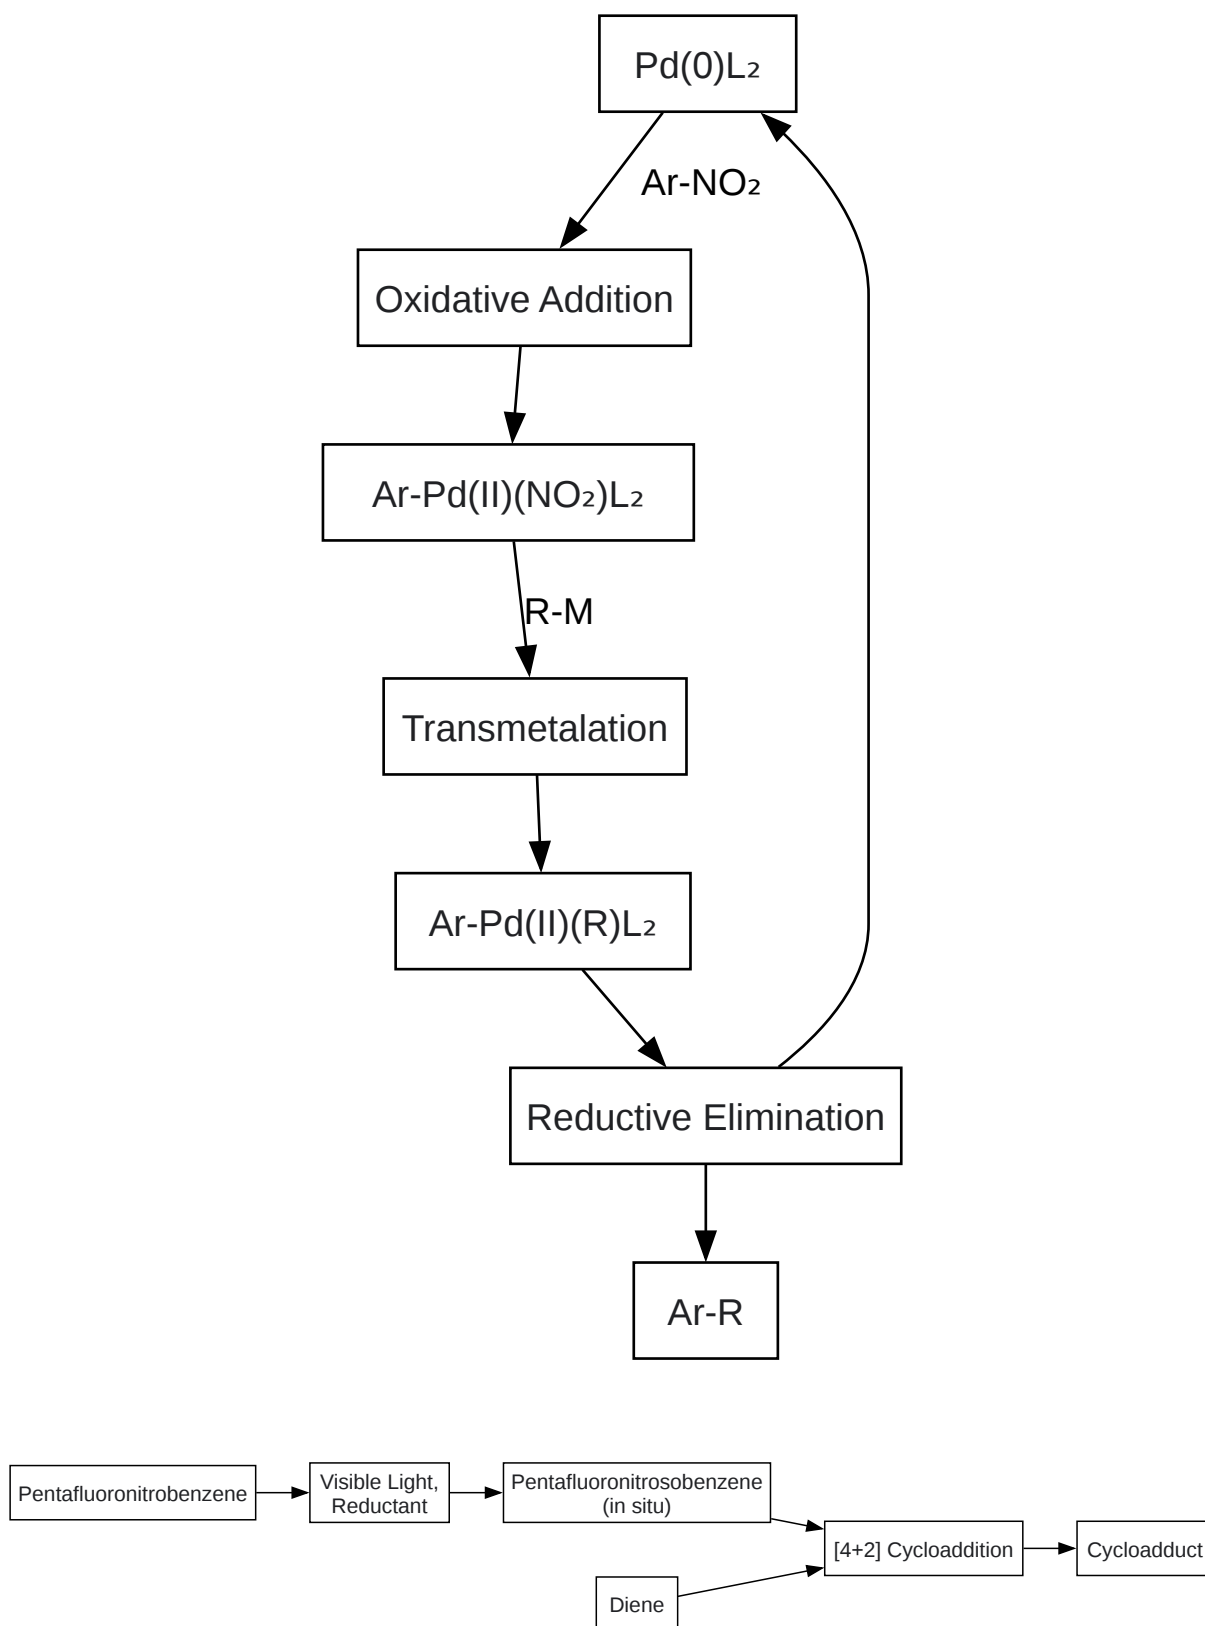 Pd(0)L₂
Ar-NO₂
Oxidative Addition
Ar-Pd(II)(NO₂)L₂
R-M
Transmetalation
Ar-Pd(II)(R)L₂
Reductive Elimination
Ar-R
Pentafluoronitrobenzene
Visible Light,
Reductant
Pentafluoronitrosobenzene
(in situ)
Diene
[4+2] Cycloaddition
Cycloadduct